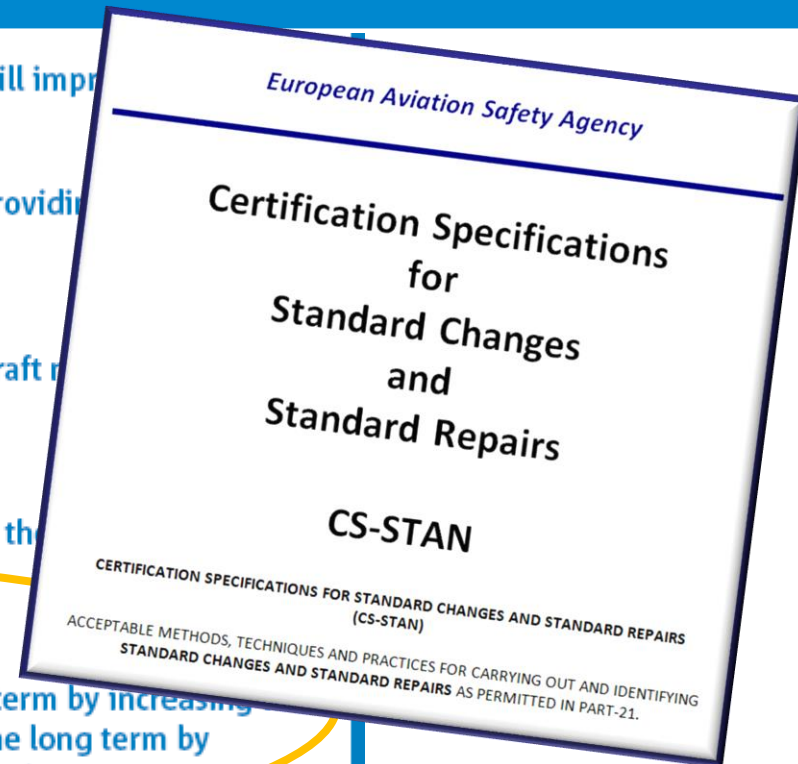 ill impr
European Aviation Safety Agency
rovidi
Certification Specifications
for
Standard Changes
and
Standard Repairs
raft
CS-STAN
the
CERTIFICATION SPECIFICATIONS FOR STANDARD CHANGES AND STANDARD REPAIRS
(CS-STAN)
ACCEPTABLE METHODS, TECHNIQUES AND PRACTICES FOR CARRYING OUT AND IDENTIFYING
STANDARD CHANGES AND STANDARD REPAIRS AS PERMITTED IN PART-21.
term by increasing
he long term by